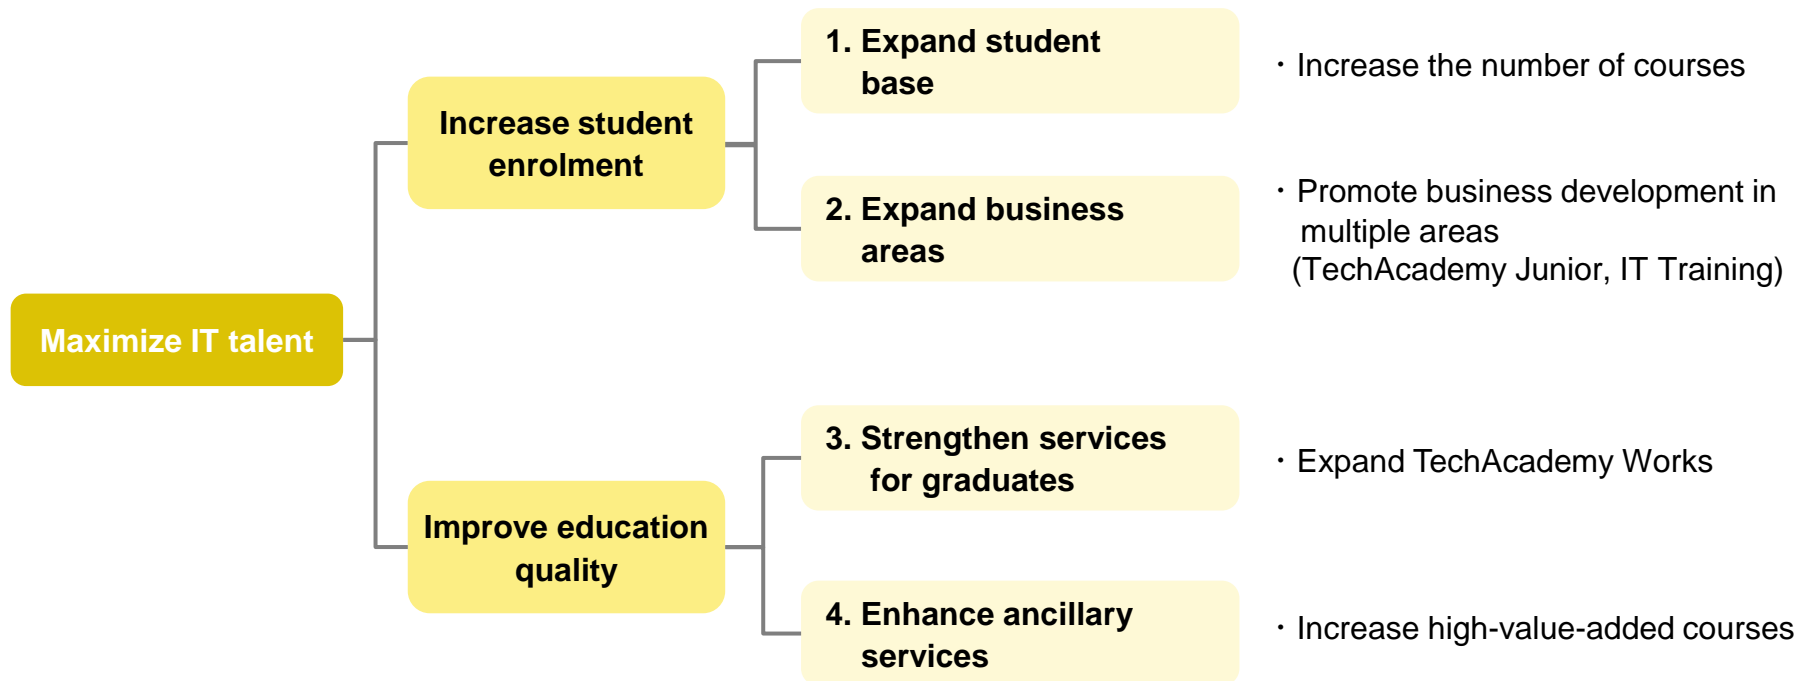 Maximize IT talent
Increase student
enrolment
1. Expand student
base
・Increase the number of courses
2. Expand business
areas
・Promote business development in
multiple areas
(TechAcademy Junior, IT Training)
Improve education
quality
3. Strengthen services
for graduates
・Expand TechAcademy Works
4. Enhance ancillary
services
・Increase high-value-added courses